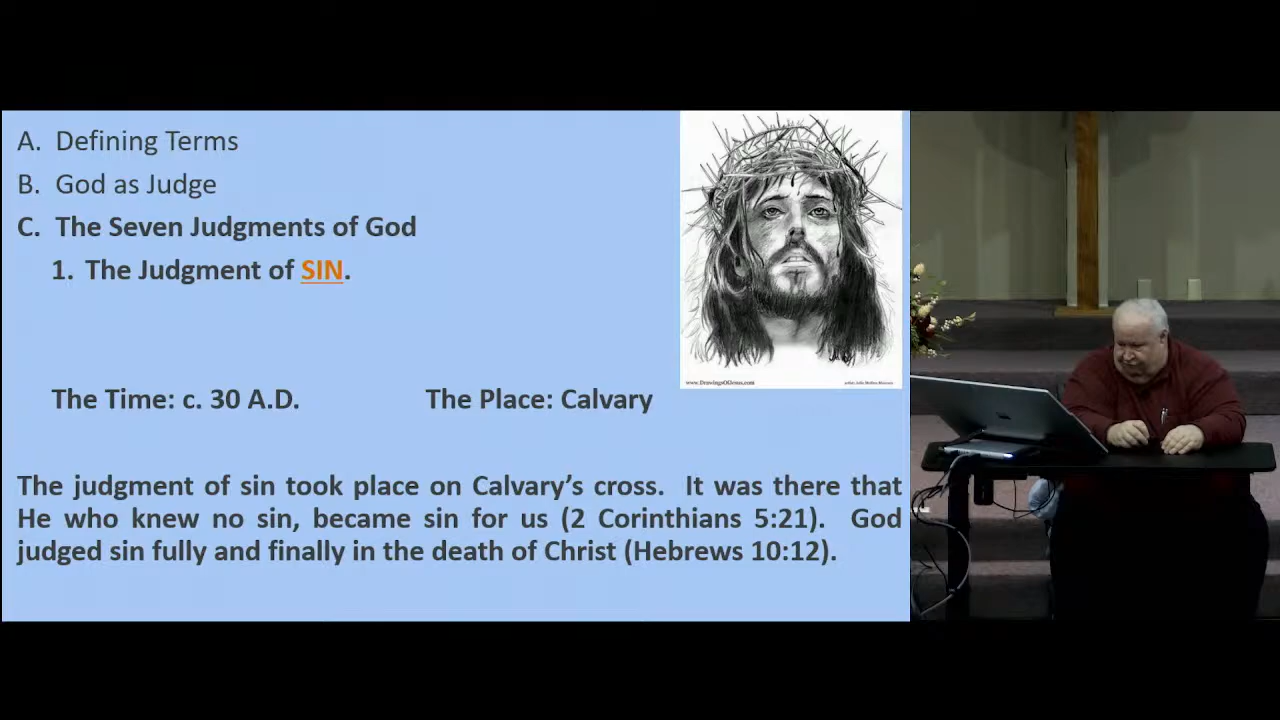 A. Defining Terms
B. God as Judge
C. The Seven Judgments of God
1. The Judgment of SIN.
www.DrawingsOfJesus.com
The Time: c. 30 A.D. The Place: Calvary
The judgment of sin took place on Calvary's cross. It was there that
He who knew no sin, became sin for us (2 Corinthians 5:21). God
judged sin fully and finally in the death of Christ (Hebrews 10:12).